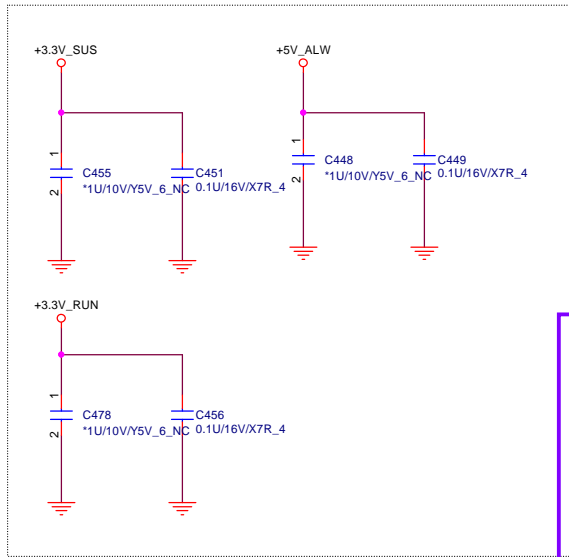 +3.3V_SUS
+5V_ALW
1
2
C455
*1U/10V/Y5V_6_NC
C451
0.1U/16V/X7R_4
1
2
C448
*1U/10V/Y5V_6_NC
C449
0.1U/16V/X7R_4
+3.3V_RUN
1
2
C478
*1U/10V/Y5V_6_NC
C456
0.1U/16V/X7R_4